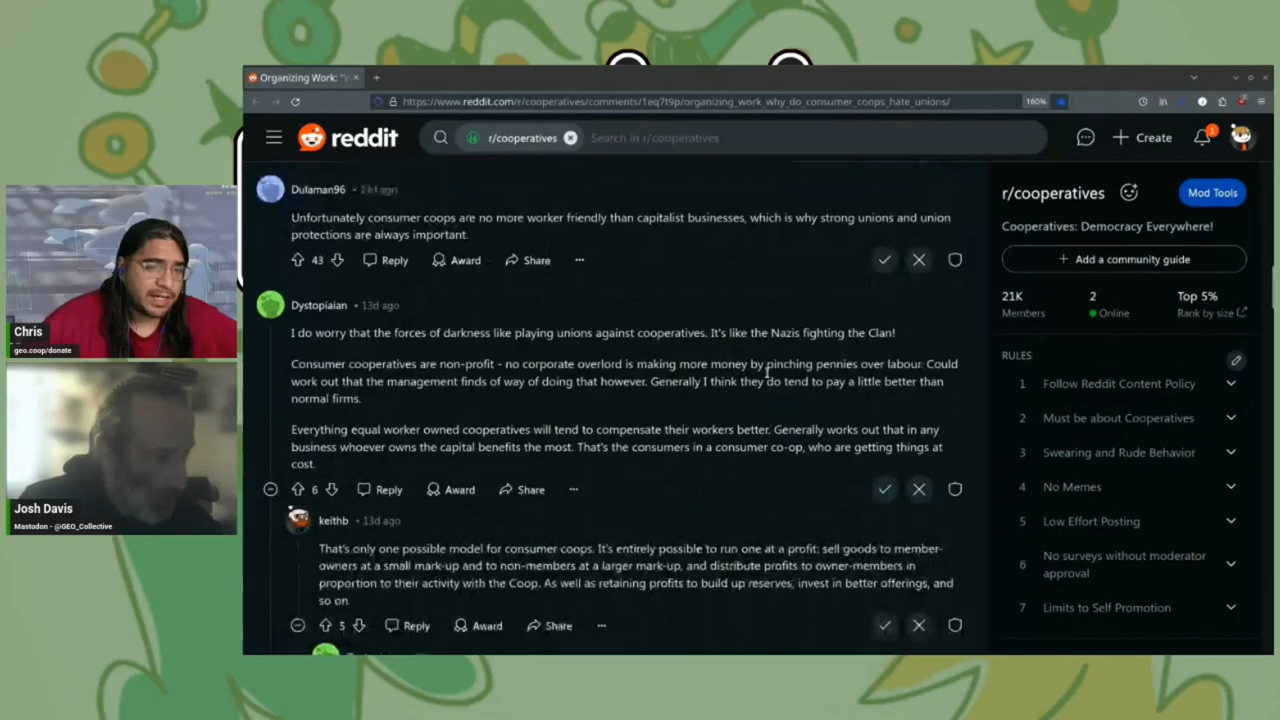 Organizing Work: "W
https://www.reddit.com/r/cooperatives/comments/1eq7t9p/organizing_work_why_do_consumer_coops_hate_unions/
160%
reddit
r/cooperatives
Search in r/cooperatives
Create
1
Dulaman96 • ago
Unfortunately consumer coops are no more worker friendly than capitalist businesses, which is why strong unions and union
protections are always important.
43 Reply Award Share
Dystopiaian • 13d ago
I do worry that the forces of darkness like playing unions against cooperatives. It's like the Nazis fighting the Clan!
Consumer cooperatives are non-profit - no corporate overlord is making more money by pinching pennies over labour. Could
work out that the management finds of way of doing that however. Generally I think they do tend to pay a little better than
normal firms.
Everything equal worker owned cooperatives will tend to compensate their workers better. Generally works out that in any
business whoever owns the capital benefits the most. That's the consumers in a consumer co-op, who are getting things at
cost.
6 Reply Award Share
keithb • 13d ago
That's only one possible model for consumer coops. It's entirely possible to run one at a profit: sell goods to member-
owners at a small mark-up and to non-members at a larger mark-up, and distribute profits to owner-members in
proportion to their activity with the Coop. As well as retaining profits to build up reserves, invest in better offerings, and
so on.
5 Reply Award Share
r/cooperatives
Mod Tools
Cooperatives: Democracy Everywhere!
Add a community guide
21K 2 Top 5%
Members Online Rank by size
RULES
1 Follow Reddit Content Policy
2 Must be about Cooperatives
3 Swearing and Rude Behavior
4 No Memes
5 Low Effort Posting
6 No surveys without moderator
approval
7 Limits to Self Promotion
Chris
geo.coop/donate
Josh Davis
Mastodon - @GEO_Collective